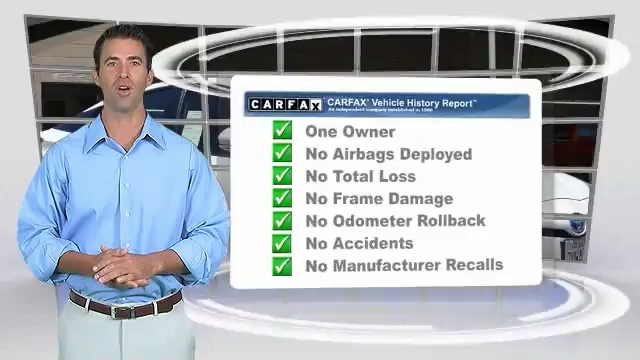 CARFAX CARFAX Vehicle History Report™
An independent company established in 1986
One Owner
No Airbags Deployed
No Total Loss
No Frame Damage
No Odometer Rollback
No Accidents
No Manufacturer Recalls